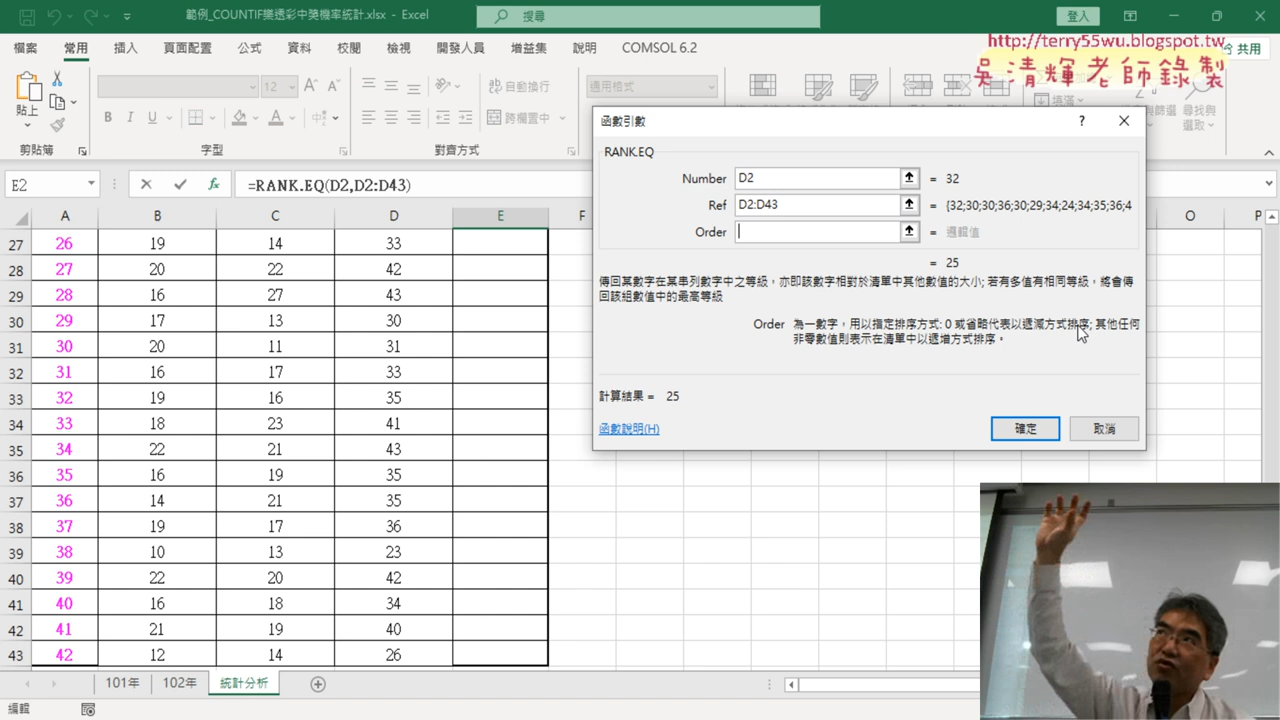 範例_COUNTIF樂透彩中獎機率統計.xlsx - Excel
搜尋
登入
檔案 常用 插入 頁面配置 公式 資料 校閱 檢視 開發人員 增益集 說明 COMSOL 6.2
共用
http://terry55wu.blogspot.tw
吳清輝老師錄製
貼上
12
自動換行
通用格式
跨欄置中
填滿
尋找與
選取
剪貼簿 字型 對齊方式
E2
=RANK.EQ(D2,D2:D43)
A B C D E F O P
27 26 19 14 33
28 27 20 22 42
29 28 16 27 43
30 29 17 13 30
31 30 20 11 31
32 31 16 17 33
33 32 19 16 35
34 33 18 23 41
35 34 22 21 43
36 35 16 19 35
37 36 14 21 35
38 37 19 17 36
39 38 10 13 23
40 39 22 20 42
41 40 16 18 34
42 41 21 19 40
43 42 12 14 26
函數引數
RANK.EQ
Number D2 = 32
Ref D2:D43 = {32;30;30;36;30;29;34;24;34;35;36;4
Order = 邏輯值
= 25
傳回某數字在某串列數字中之等級，亦即該數字相對於清單中其他數值的大小; 若有多值有相同等級，將會傳
回該組數值中的最高等級
Order 為一數字，用以指定排序方式: 0 或省略代表以遞減方式排序; 其他任何
非零數值則表示在清單中以遞增方式排序。
計算結果 = 25
函數說明(H)
確定 取消
101年 102年 統計分析
編輯